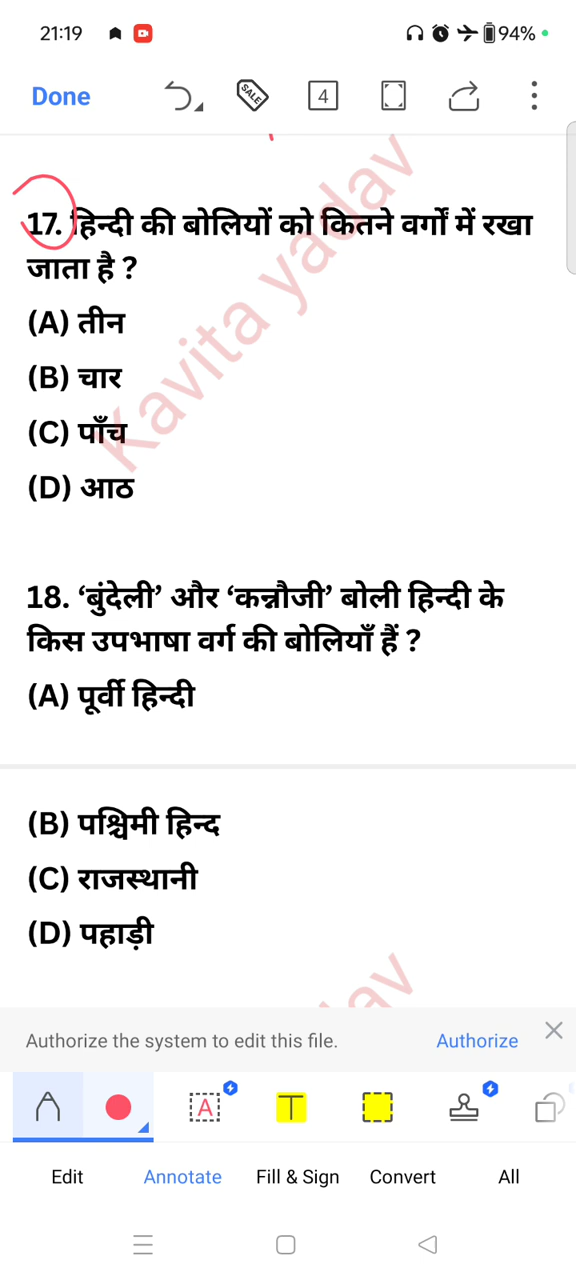 21:19 94%
Done SALE 4
17. हिन्दी की बोलियों को कितने वर्गों में रखा
जाता है ?
(A) तीन
(B) चार
(C) पाँच
(D) आठ
Kavita yadav
18. ‘बुंदेली’ और ‘कन्नौजी’ बोली हिन्दी के
किस उपभाषा वर्ग की बोलियाँ हैं ?
(A) पूर्वी हिन्दी
(B) पश्चिमी हिन्द
(C) राजस्थानी
(D) पहाड़ी
av
Authorize the system to edit this file. Authorize
A T
Edit Annotate Fill & Sign Convert All